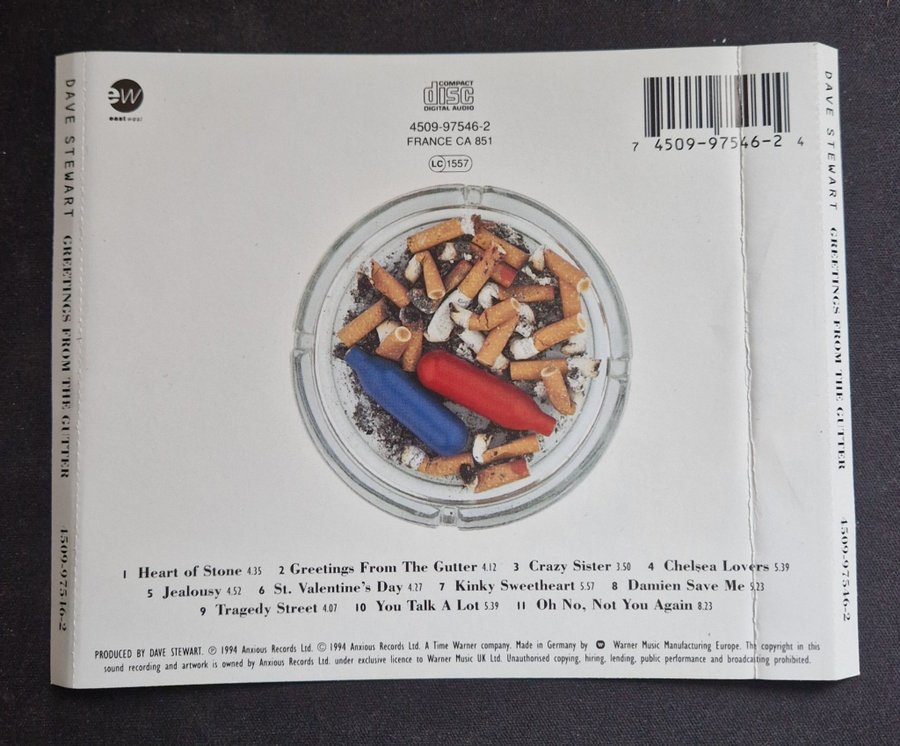 DAVE STEWART GREETINGS FROM THE GUTTER 4509-97546-2
ew
east west
COMPACT
disc
DIGITAL AUDIO
4509-97546-2
FRANCE CA 851
LC 1557
7 4509-97546-2 4
1 Heart of Stone 4.35 2 Greetings From The Gutter 4.12 3 Crazy Sister 3.50 4 Chelsea Lovers 5.39
5 Jealousy 4.52 6 St. Valentine's Day 4.27 7 Kinky Sweetheart 5.57 8 Damien Save Me 5.23
9 Tragedy Street 4.07 10 You Talk A Lot 5.39 11 Oh No, Not You Again 8.23
PRODUCED BY DAVE STEWART. ℗ 1994 Anxious Records Ltd. © 1994 Anxious Records Ltd. A Time Warner company. Made in Germany by Warner Music Manufacturing Europe. The copyright in this
sound recording and artwork is owned by Anxious Records Ltd. under exclusive licence to Warner Music UK Ltd. Unauthorised copying, hiring, lending, public performance and broadcasting prohibited.
DAVE STEWART GREETINGS FROM THE GUTTER 4509-97546-2